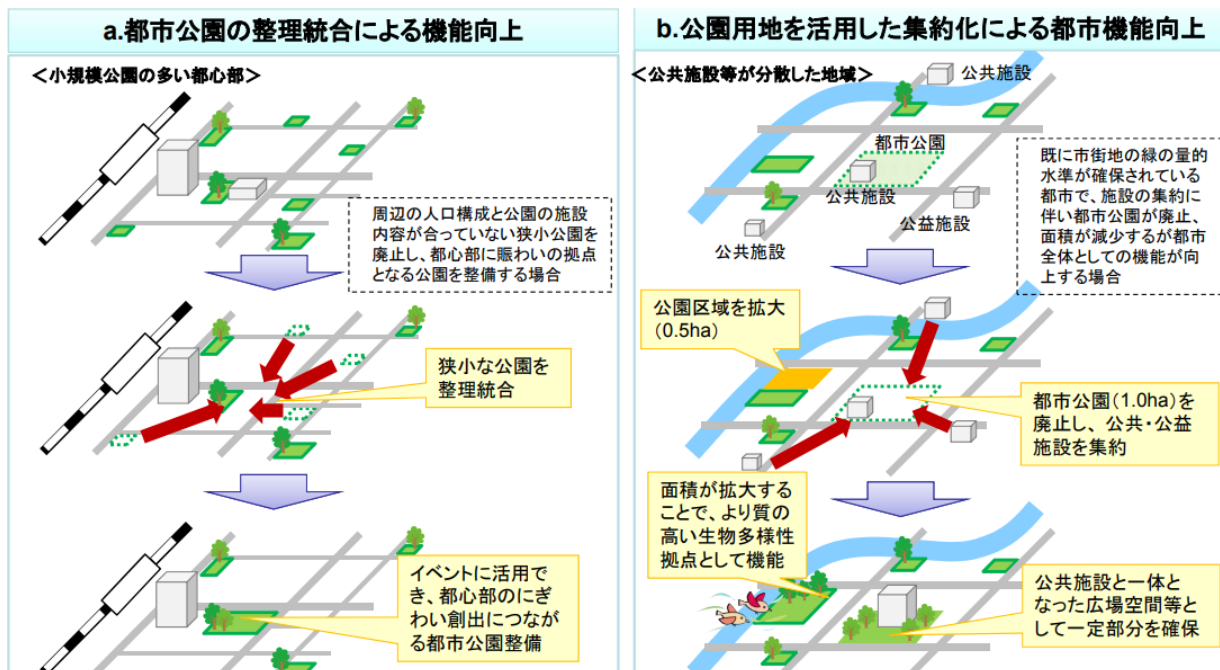 a.都市公園の整理統合による機能向上
＜小規模公園の多い都心部＞
周辺の人口構成と公園の施設
内容が合っていない狭小公園を
廃止し、都心部に賑わいの拠点
となる公園を整備する場合
狭小な公園を
整理統合
イベントに活用で
き、都心部のにぎ
わい創出につなが
る都市公園整備
b.公園用地を活用した集約化による都市機能向上
＜公共施設等が分散した地域＞
公共施設
都市公園
公共施設
公益施設
公共施設
既に市街地の緑の量的
水準が確保されている
都市で、施設の集約に
伴い都市公園が廃止、
面積が減少するが都市
全体としての機能が向
上する場合
公園区域を拡大
（0.5ha）
都市公園（1.0ha）を
廃止し、公共・公益
施設を集約
面積が拡大する
ことで、より質の
高い生物多様性
拠点として機能
公共施設と一体と
なった広場空間等と
して一定部分を確保